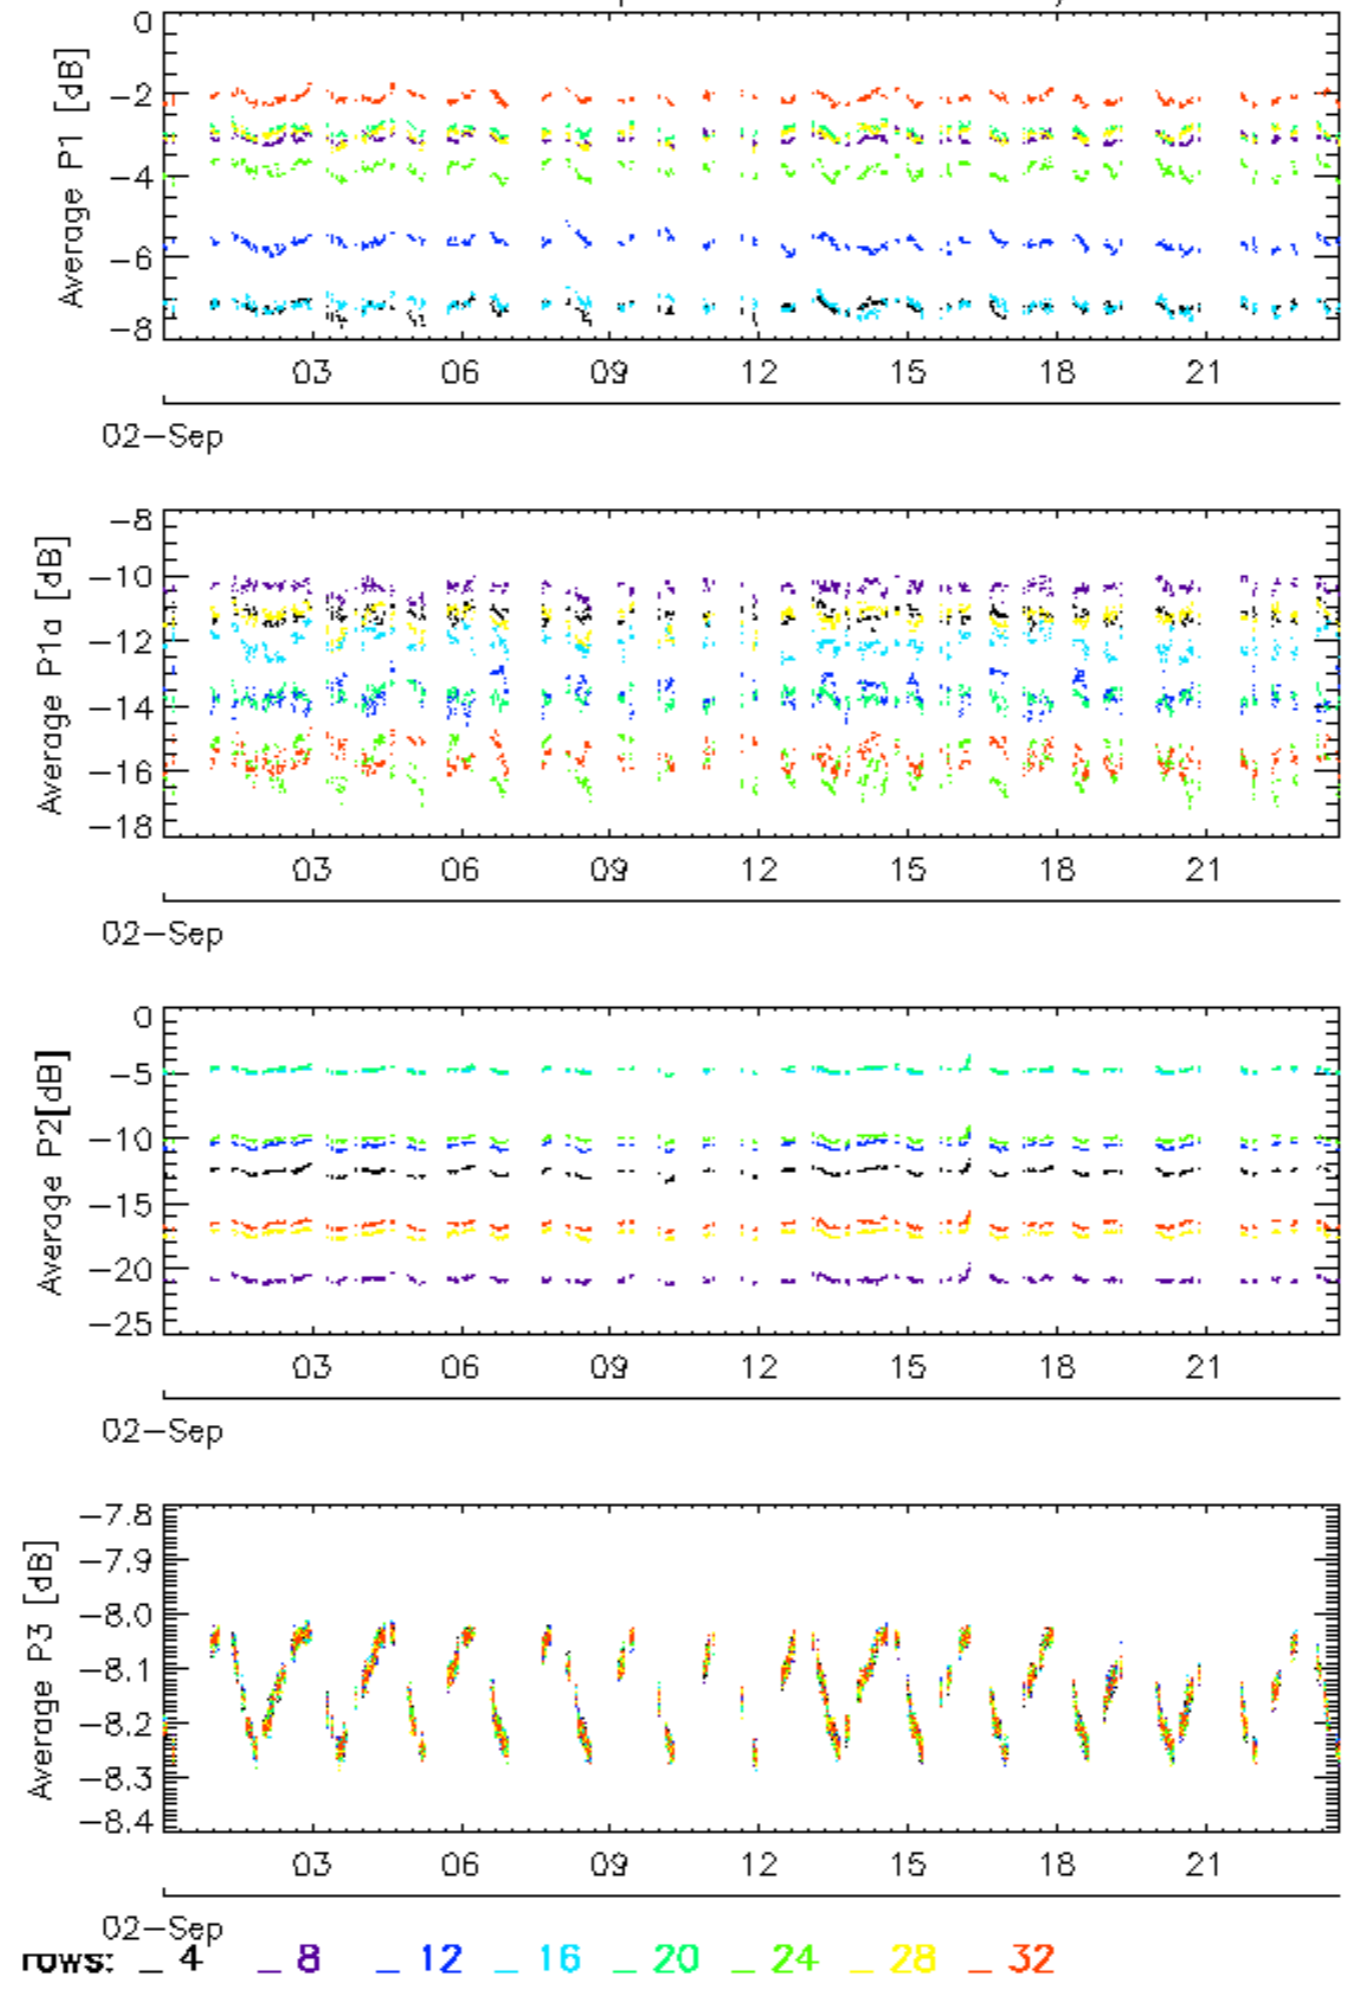 0
−2
−4
−6
−8
Average P1 [dB]
03 06 09 12 15 18 21
02−Sep
−8
−10
−12
−14
−16
−18
Average P1a [dB]
03 06 09 12 15 18 21
02−Sep
0
−5
−10
−15
−20
−25
Average P2[dB]
03 06 09 12 15 18 21
02−Sep
−7.8
−7.9
−8.0
−8.1
−8.2
−8.3
−8.4
Average P3 [dB]
03 06 09 12 15 18 21
02−Sep
rows: _ 4 _ 8 _ 12 _ 16 _ 20 _ 24 _ 28 _ 32